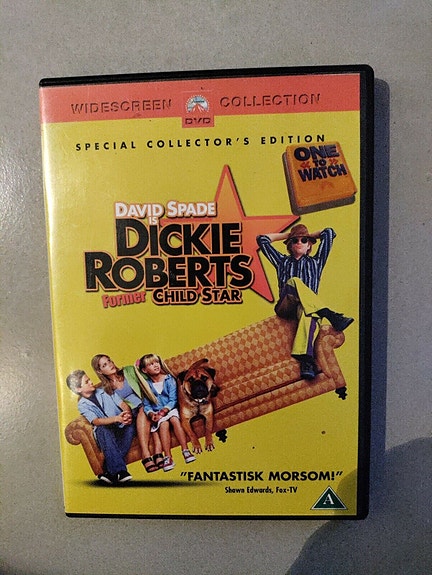 WIDESCREEN DVD COLLECTION
SPECIAL COLLECTOR'S EDITION
ONE
TO
WATCH
DAVID SPADE
IS
DICKIE
ROBERTS
FORMER CHILD STAR
"FANTASTISK MORSOM!"
Shawn Edwards, Fox-TV
A